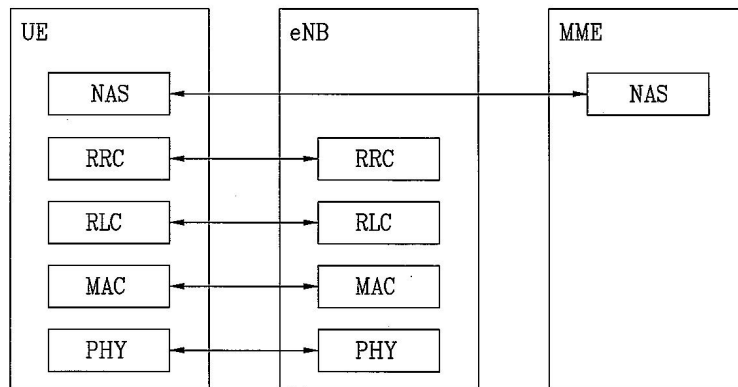 UE eNB MME
NAS NAS
RRC RRC
RLC RLC
MAC MAC
PHY PHY